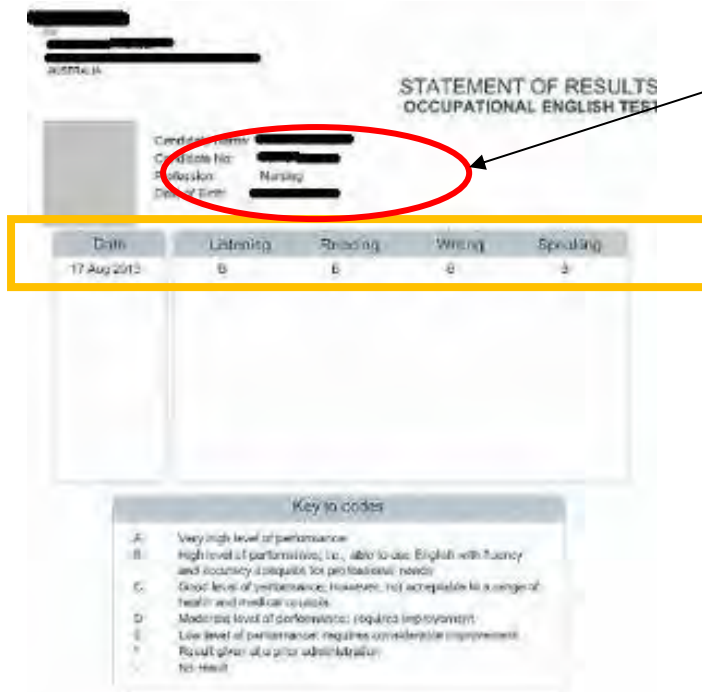 AUSTRALIA
STATEMENT OF RESULTS
OCCUPATIONAL ENGLISH TEST
Candidate Name:
Candidate No:
Profession: Nursing
Date of Birth:
Date Listening Reading Writing Speaking
17 Aug 2013 B B B B
Key to codes
A Very high level of performance
B High level of performance, i.e., able to use English with fluency
and accuracy adequate for professional needs
C Good level of performance; however, not acceptable to a range of
health and medical councils
D Moderate level of performance; requires improvement
E Low level of performance; requires considerable improvement
* Result given at a prior administration
- No result